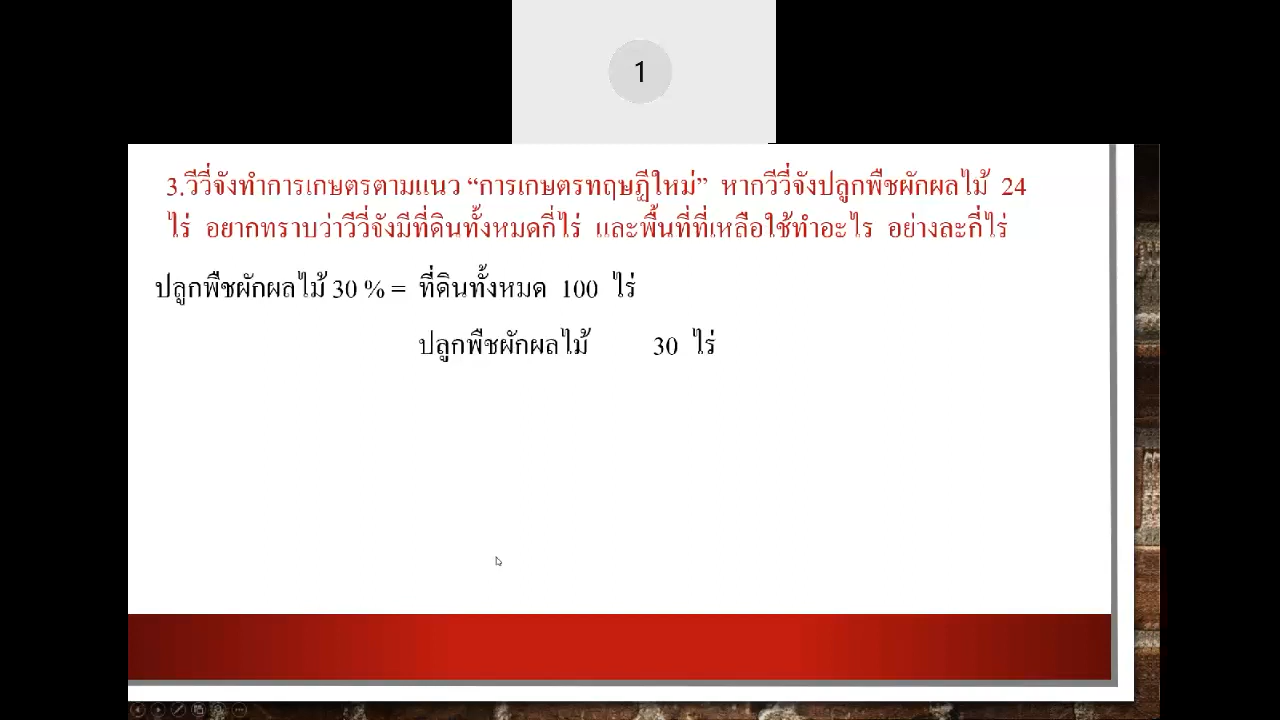 1
3.วีวี่จังทำการเกษตรตามแนว “การเกษตรทฤษฎีใหม่” หากวีวี่จังปลูกพืชผักผลไม้ 24
ไร่ อยากทราบว่าวีวี่จังมีที่ดินทั้งหมดกี่ไร่ และพื้นที่ที่เหลือใช้ทำอะไร อย่างละกี่ไร่
ปลูกพืชผักผลไม้ 30 % = ที่ดินทั้งหมด 100 ไร่
ปลูกพืชผักผลไม้ 30 ไร่